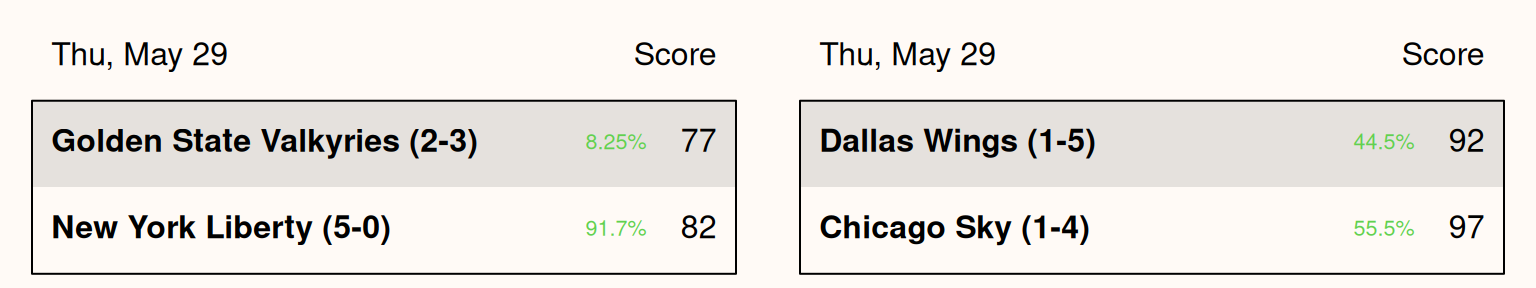 Thu, May 29 Score
Golden State Valkyries (2-3) 8.25% 77
New York Liberty (5-0) 91.7% 82
Thu, May 29 Score
Dallas Wings (1-5) 44.5% 92
Chicago Sky (1-4) 55.5% 97